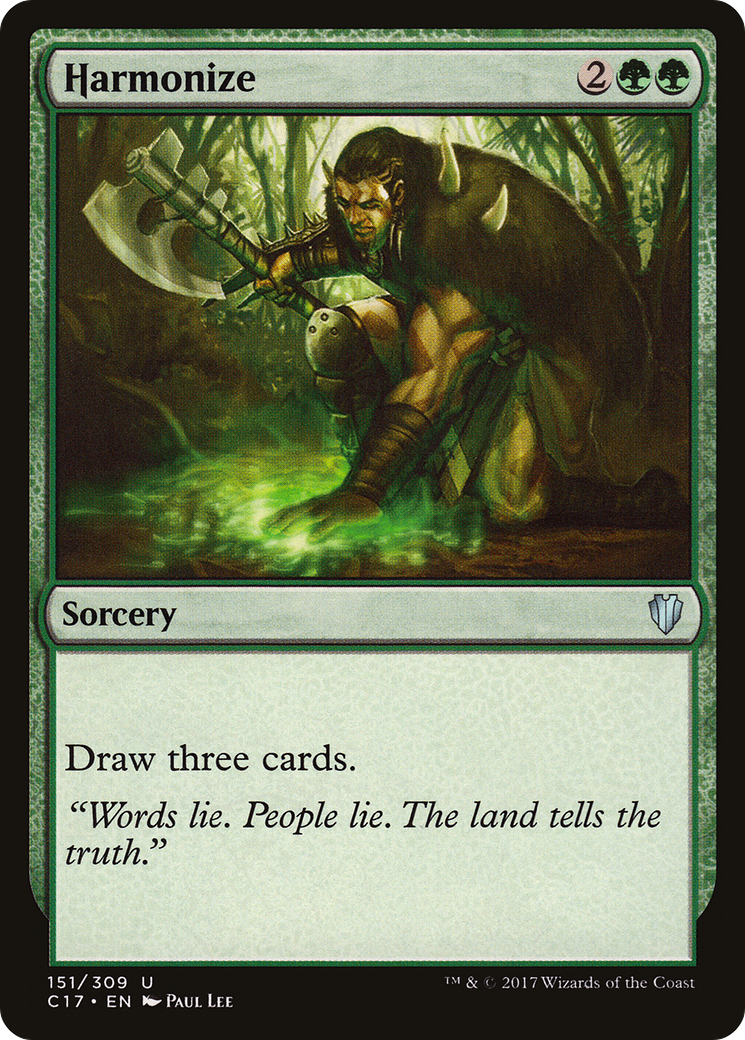 Harmonize 2
Sorcery
Draw three cards.
“Words lie. People lie. The land tells the
truth.”
151/309 U
C17 • EN Paul Lee
™ & © 2017 Wizards of the Coast